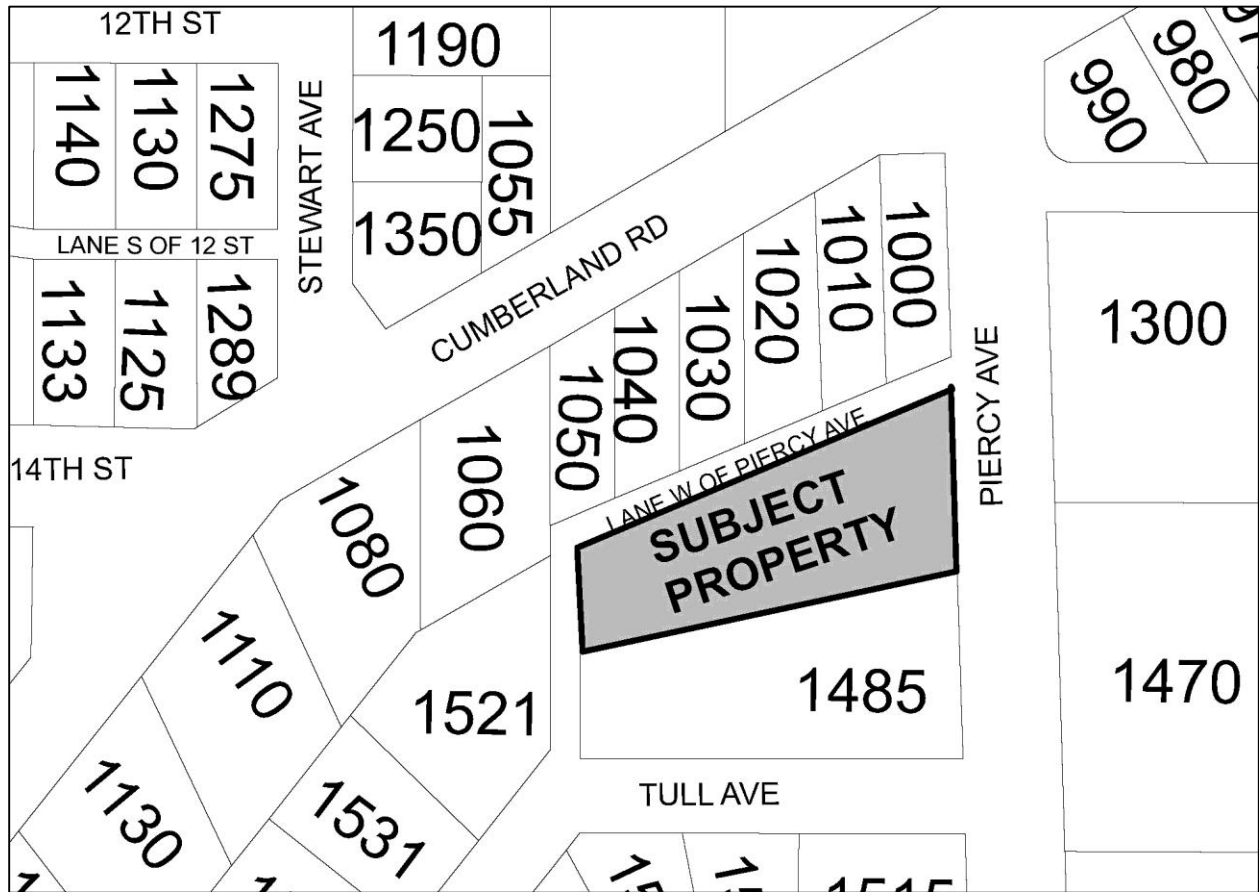 12TH ST
1190
980
990
1140
1130
1275
STEWART AVE
1250
1055
1350
LANE S OF 12 ST
CUMBERLAND RD
1133
1125
1289
1000
1010
1020
1030
1040
1050
1060
1080
1300
PIERCY AVE
14TH ST
LANE W OF PIERCY AVE
SUBJECT
PROPERTY
1110
1521
1485
1470
1130
1531
TULL AVE
1515